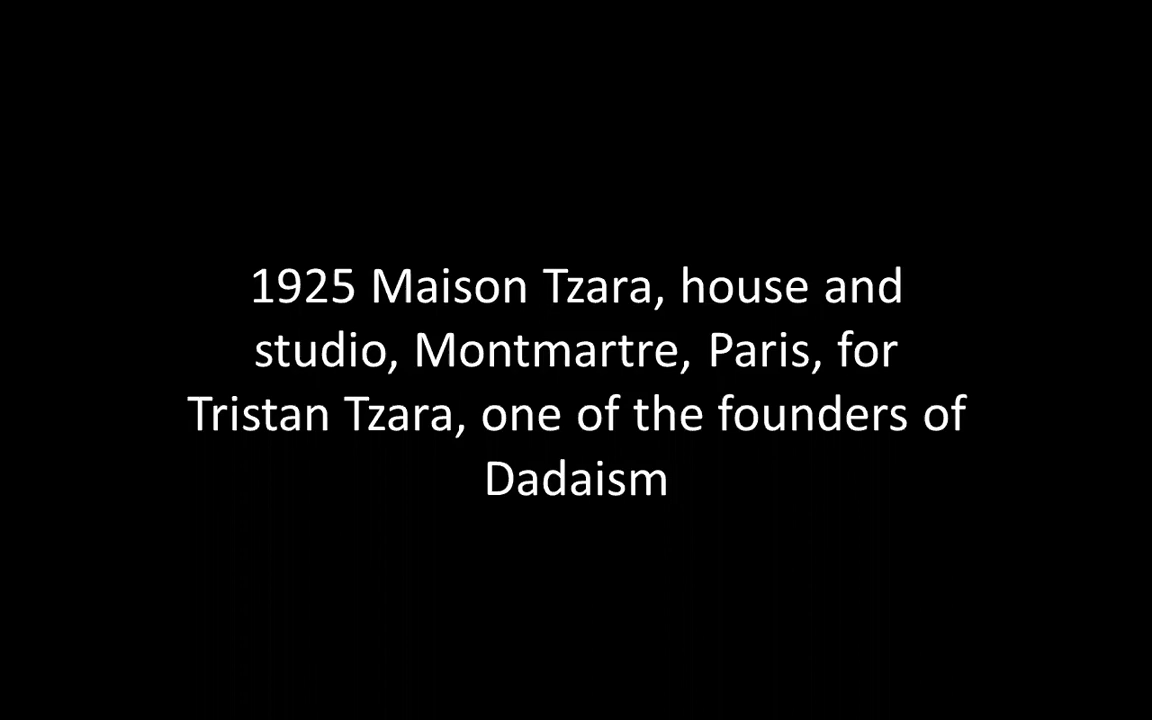 1925 Maison Tzara, house and
studio, Montmartre, Paris, for
Tristan Tzara, one of the founders of
Dadaism